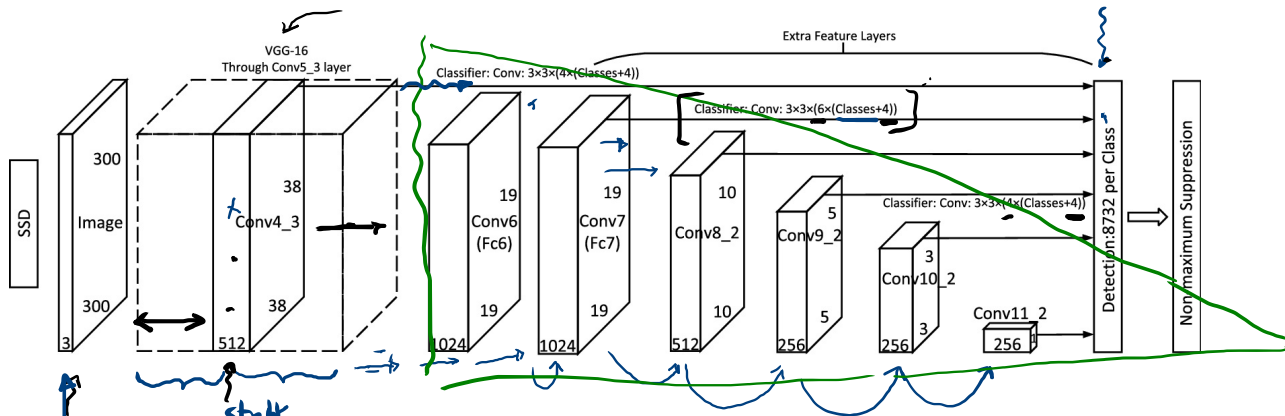 SSD
300
Image
300
3
VGG-16
Through Conv5_3 layer
38
Conv4_3
38
512
Classifier: Conv: 3×3×(4×(Classes+4))
19
Conv6
(Fc6)
19
1024
19
Conv7
(Fc7)
19
1024
Extra Feature Layers
Classifier: Conv: 3×3×(6×(Classes+4))
10
Conv8_2
10
512
5
Conv9_2
5
256
Classifier: Conv: 3×3×(4×(Classes+4))
3
Conv10_2
3
256
Conv11_2
256
1
Detection:8732 per Class
Non-maximum Suppression